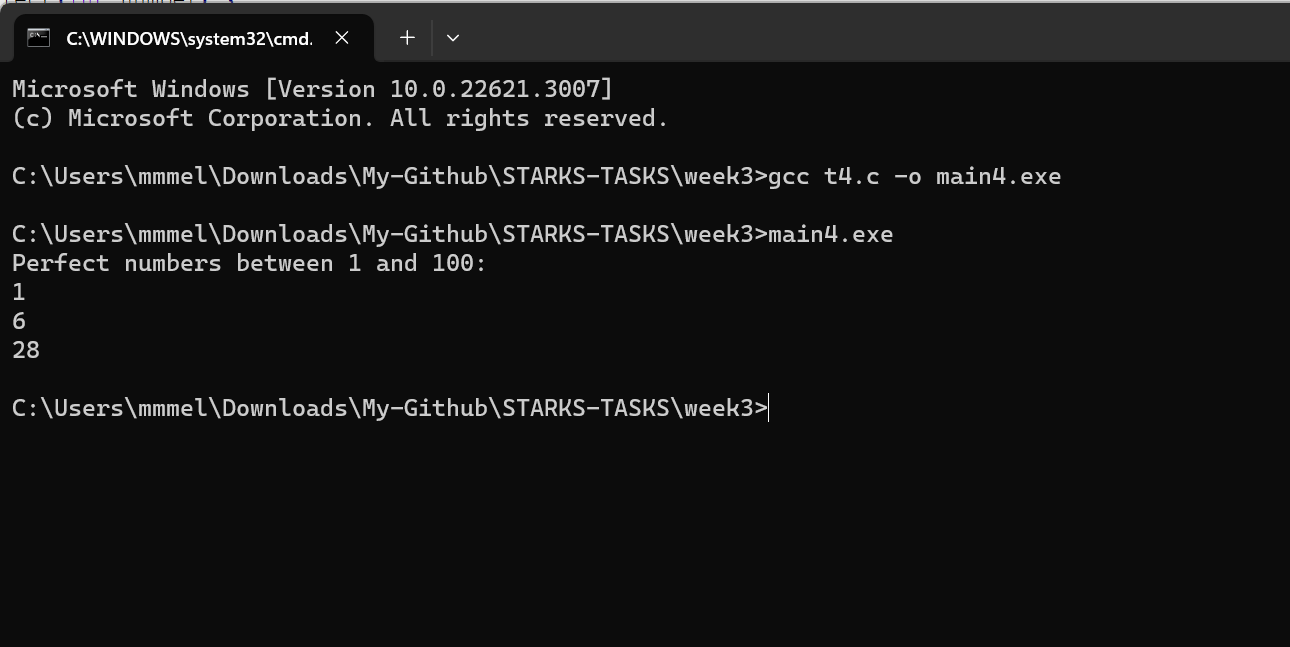 C:\WINDOWS\system32\cmd.
Microsoft Windows [Version 10.0.22621.3007]
(c) Microsoft Corporation. All rights reserved.
C:\Users\mmmel\Downloads\My-Github\STARKS-TASKS\week3>gcc t4.c -o main4.exe
C:\Users\mmmel\Downloads\My-Github\STARKS-TASKS\week3>main4.exe
Perfect numbers between 1 and 100:
1
6
28
C:\Users\mmmel\Downloads\My-Github\STARKS-TASKS\week3>